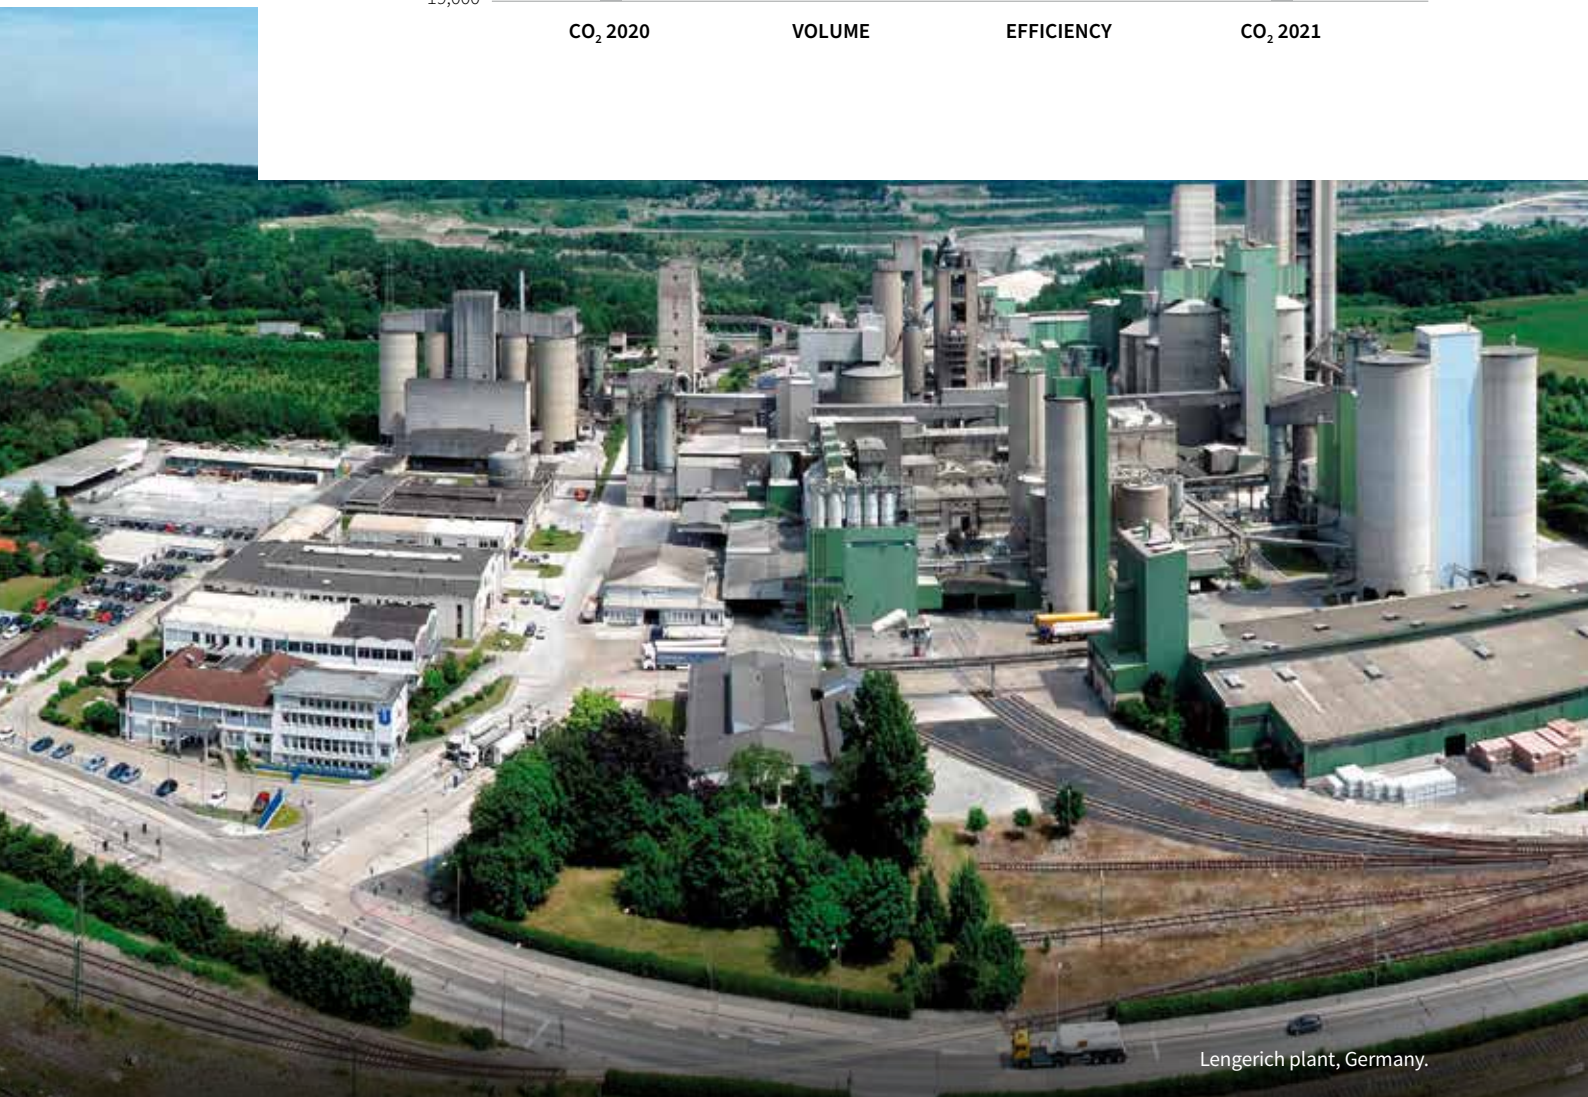 CO₂ 2020 VOLUME EFFICIENCY CO₂ 2021
Lengerich plant, Germany.